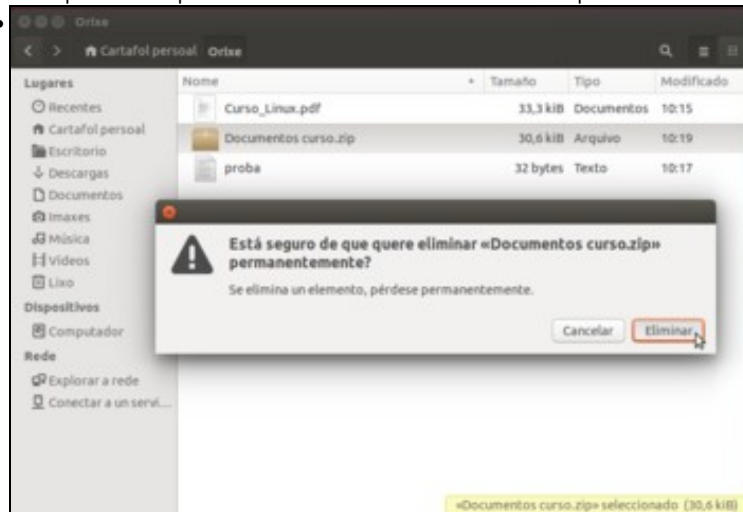 Orixe
Cartafol persoal Orixe
Lugares
Nome Tamaño Tipo Modificado
Recentes
Curso_Linux.pdf 33,3 kiB Documentos 10:15
Cartafol persoal
Documentos curso.zip 30,6 kiB Arquivo 10:19
Escritorio
Descargas
proba 32 bytes Texto 10:17
Documentos
Imaxes
Música
Vídeos
Lixo
Dispositivos
Computador
Rede
Explorar a rede
Conectar a un servi...
Está seguro de que quere eliminar «Documentos curso.zip»
permanentemente?
Se elimina un elemento, pérdese permanentemente.
Cancelar Eliminar
«Documentos curso.zip» seleccionado (30,6 kiB)